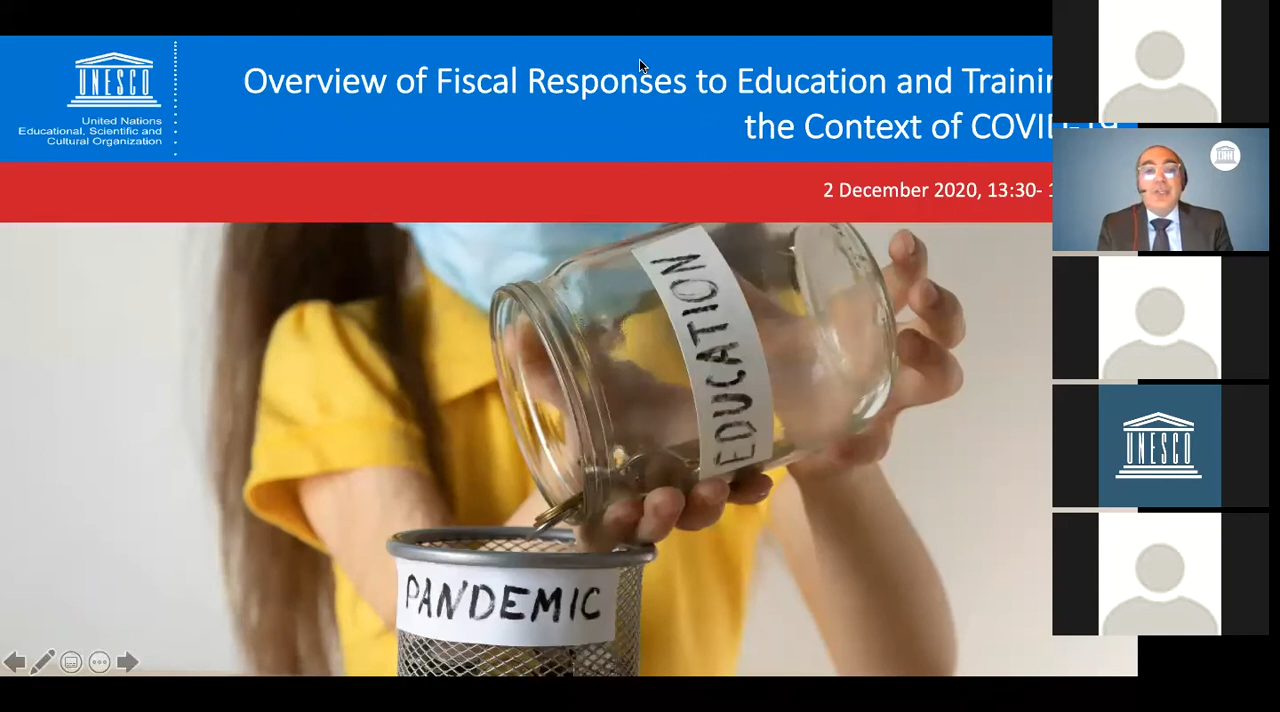 UNESCO
United Nations
Educational, Scientific and
Cultural Organization
Overview of Fiscal Responses to Education and
the Context of
2 December 2020, 13:30-
EDUCATION
PANDEMIC
UNESCO